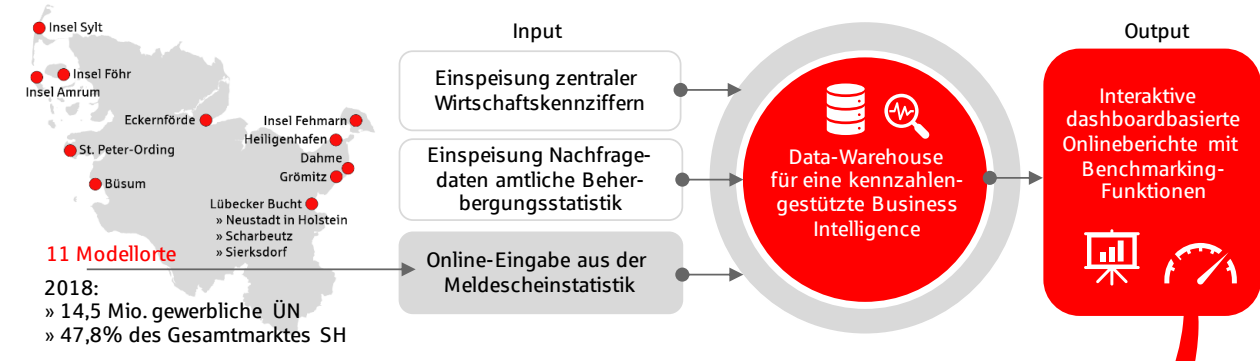 Insel Sylt
Insel Föhr
Insel Amrum
Eckernförde
Insel Fehmarn
Heiligenhafen
St. Peter-Ording
Dahme
Grömitz
Büsum
Lübecker Bucht
» Neustadt in Holstein
» Scharbeutz
» Sierksdorf
11 Modellorte
2018:
» 14,5 Mio. gewerbliche ÜN
» 47,8% des Gesamtmarktes SH
Input
Einspeisung zentraler
Wirtschaftskennziffern
Einspeisung Nachfrage-
daten amtliche Beher-
bergungsstatistik
Online-Eingabe aus der
Meldescheinstatistik
Data-Warehouse
für eine kennzahlen-
gestützte Business
Intelligence
Output
Interaktive
dashboardbasierte
Onlineberichte mit
Benchmarking-
Funktionen